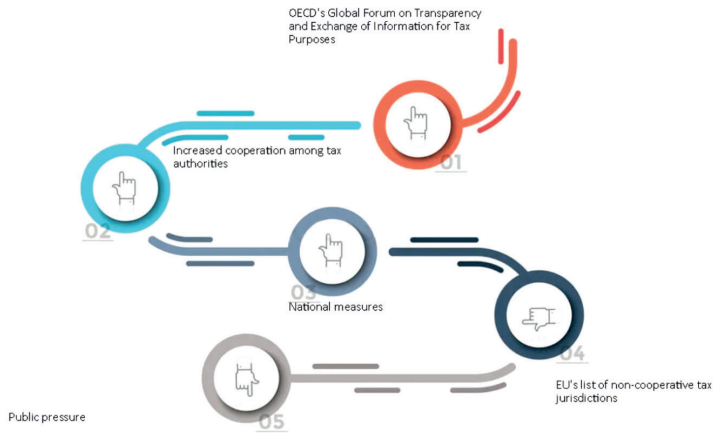 OECD's Global Forum on Transparency
and Exchange of Information for Tax
Purposes
01
Increased cooperation among tax
authorities
02
03
National measures
04
EU's list of non-cooperative tax
jurisdictions
05
Public pressure